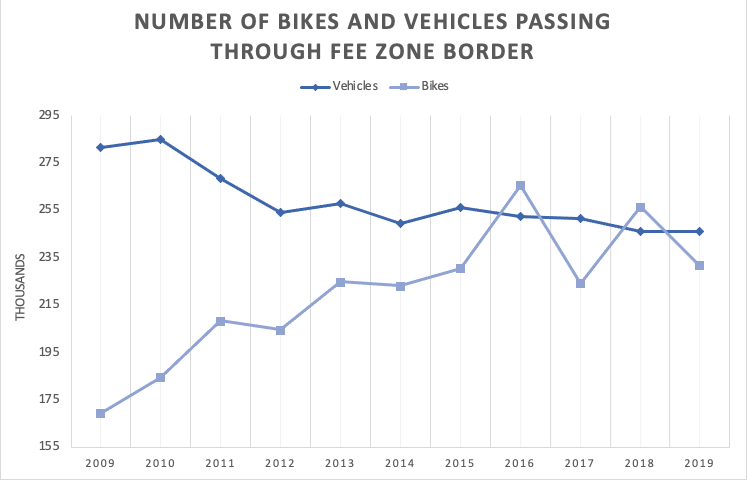 NUMBER OF BIKES AND VEHICLES PASSING
THROUGH FEE ZONE BORDER
Vehicles Bikes
295
275
255
235
215
195
175
155
THOUSANDS
2009 2010 2011 2012 2013 2014 2015 2016 2017 2018 2019